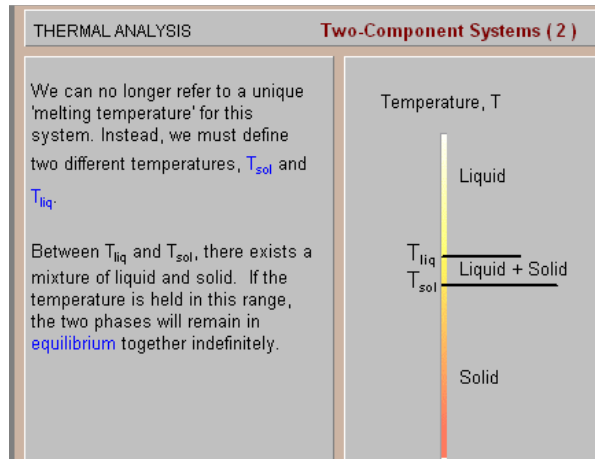 THERMAL ANALYSIS
Two-Component Systems ( 2 )
We can no longer refer to a unique
'melting temperature' for this
system. Instead, we must define
two different temperatures, Tsol and
Tliq.
Between Tliq and Tsol, there exists a
mixture of liquid and solid.  If the
temperature is held in this range,
the two phases will remain in
equilibrium together indefinitely.
Temperature, T
Liquid
Tliq
Liquid + Solid
Tsol
Solid